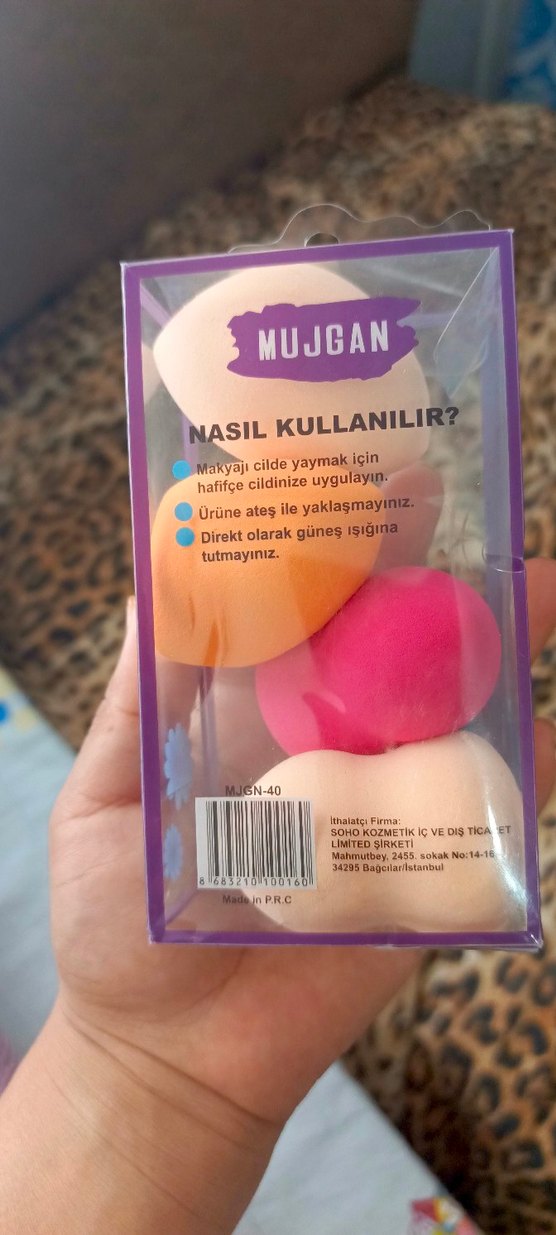 MUJGAN
NASIL KULLANILIR?
Makyajı cilde yaymak için
hafifçe cildinize uygulayın.
Ürüne ateş ile yaklaşmayınız.
Direkt olarak güneş ışığına
tutmayınız.
MJGN-40
8 683210 100160
Made in P.R.C
İthalatçı Firma:
SOHO KOZMETİK İÇ VE DIŞ TİCARET
LİMİTED ŞİRKETİ
Mahmutbey, 2455. sokak No:14-16
34295 Bağcılar/İstanbul